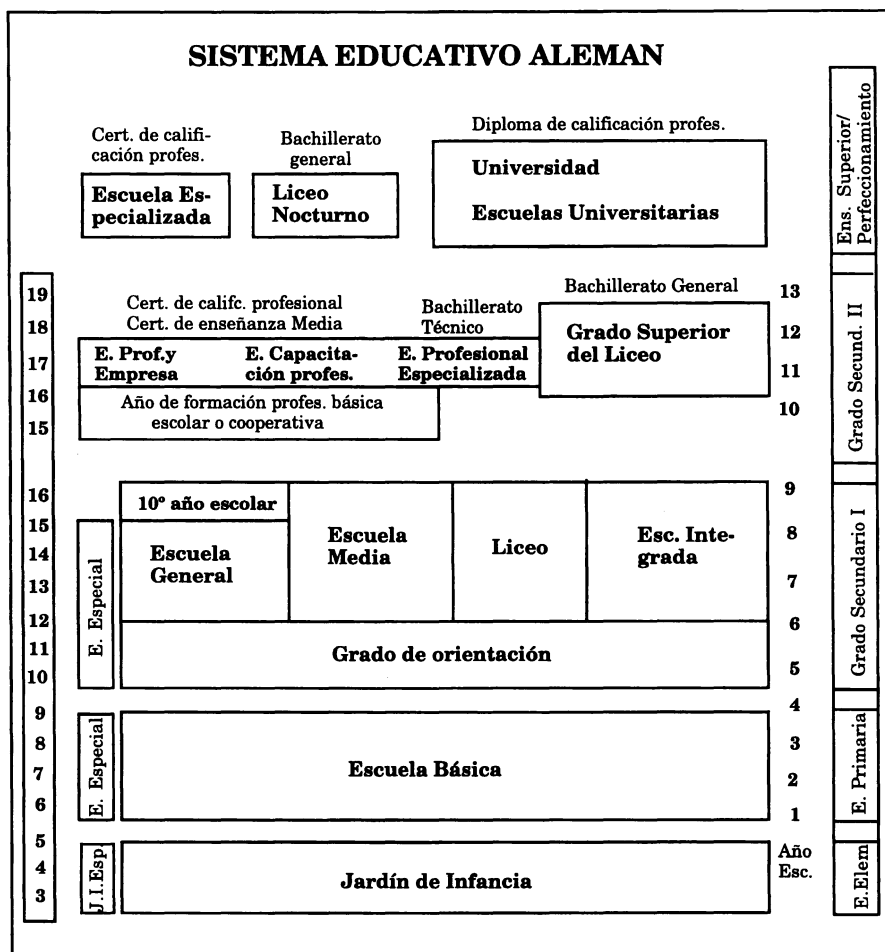 SISTEMA EDUCATIVO ALEMAN
Cert. de califi-
cación profes.
Escuela Es-
pecializada
Bachillerato
general
Liceo
Nocturno
Diploma de calificación profes.
Universidad
Escuelas Universitarias
Ens. Superior/
Perfeccionamiento
19
18
17
16
15
Cert. de califc. profesional
Cert. de enseñanza Media
Bachillerato
Técnico
Bachillerato General
E. Prof.y
Empresa
E. Capacita-
ción profes.
E. Profesional
Especializada
Grado Superior
del Liceo
Año de formación profes. básica
escolar o cooperativa
13
12
11
10
Grado Secund. II
16
15
14
13
12
11
10
E. Especial
10º año escolar
Escuela
General
Escuela
Media
Liceo
Esc. Inte-
grada
Grado de orientación
9
8
7
6
5
4
Grado Secundario I
9
8
7
6
E. Especial
Escuela Básica
3
2
1
E. Primaria
5
4
3
J.I.Esp.
Jardín de Infancia
Año
Esc.
E.Elem